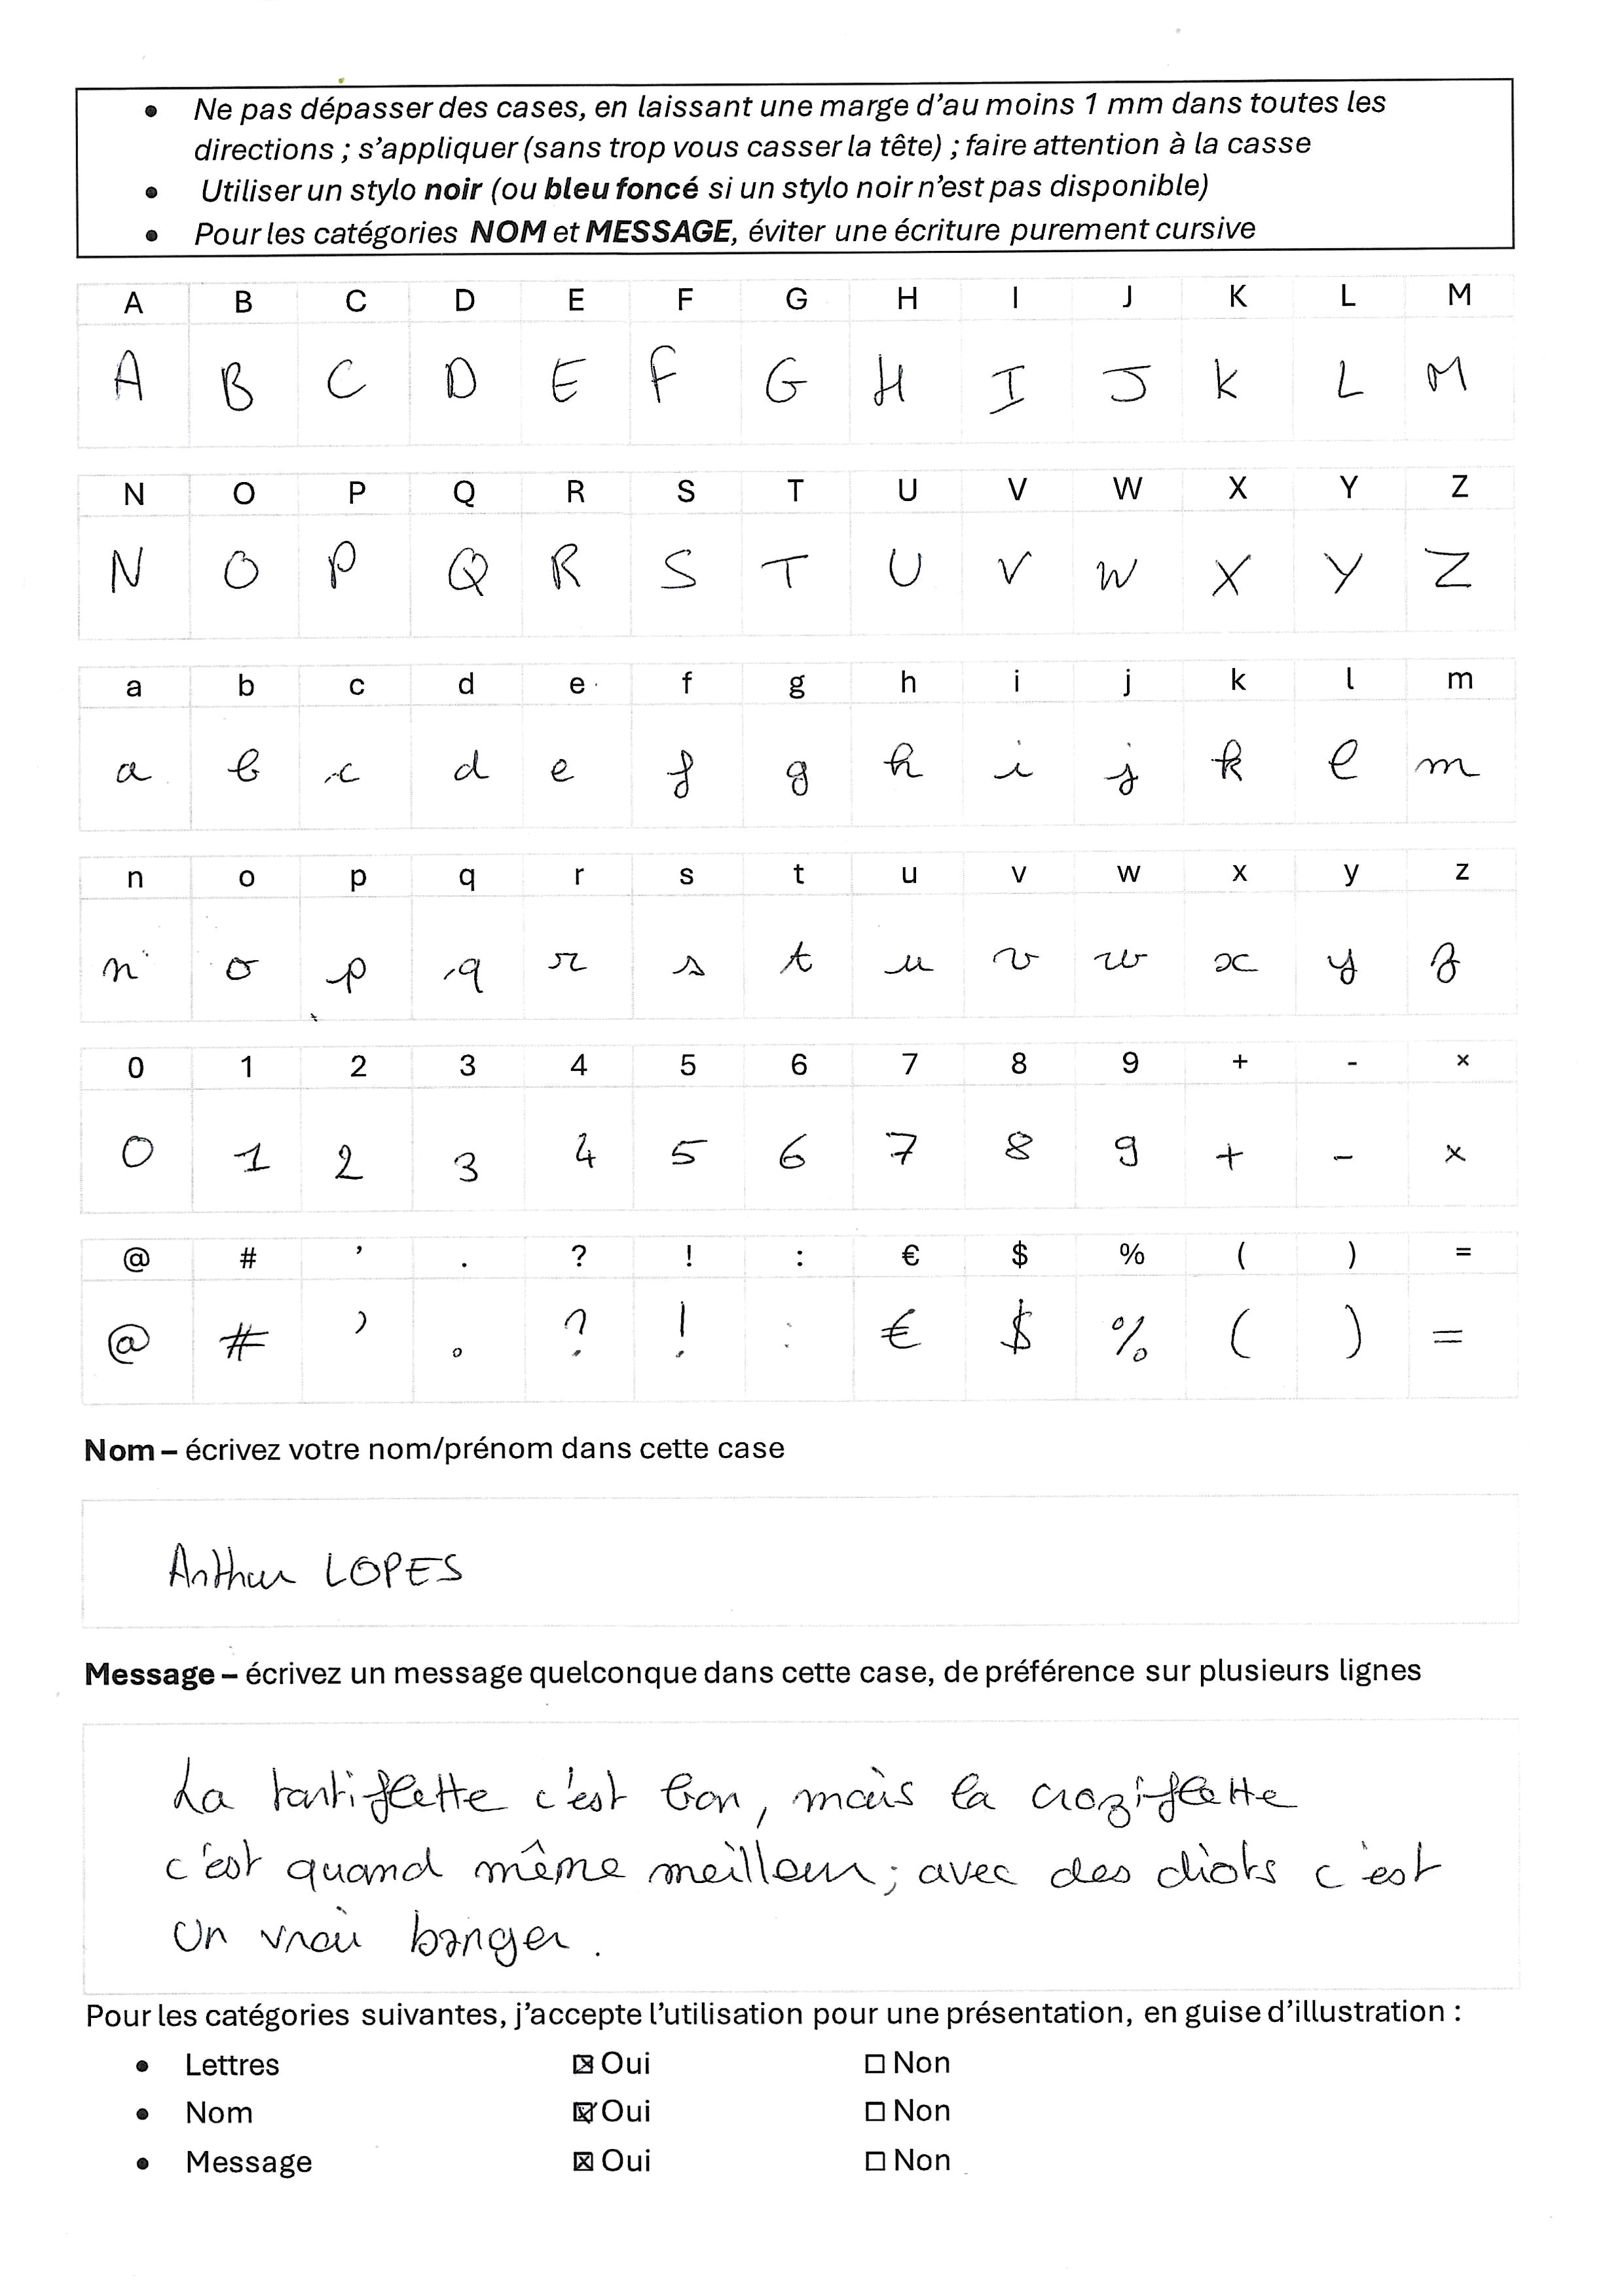 • Ne pas dépasser des cases, en laissant une marge d'au moins 1 mm dans toutes les
directions ; s'appliquer (sans trop vous casser la tête) ; faire attention à la casse
• Utiliser un stylo noir (ou bleu foncé si un stylo noir n'est pas disponible)
• Pour les catégories NOM et MESSAGE, éviter une écriture purement cursive
A B C D E F G H I J K L M
A B C D E F G H I J K L M
N O P Q R S T U V W X Y Z
N O P Q R S T U V W X Y Z
a b c d e f g h i j k l m
a b c d e f g h i j k l m
n o p q r s t u v w x y z
n o p q r s t u v w x y z
0 1 2 3 4 5 6 7 8 9 + - ×
0 1 2 3 4 5 6 7 8 9 + - ×
@ # ’ . ? ! : € $ % ( ) =
@ # ’ . ? ! : € $ % ( ) =
Nom – écrivez votre nom/prénom dans cette case
Arthur LOPES
Message – écrivez un message quelconque dans cette case, de préférence sur plusieurs lignes
La tartiflette c'est bon, mais la croziflette
c'est quand même meilleur ; avec des diots c'est
un vrai banger.
Pour les catégories suivantes, j'accepte l'utilisation pour une présentation, en guise d'illustration :
• Lettres ☒ Oui ☐ Non
• Nom ☒ Oui ☐ Non
• Message ☒ Oui ☐ Non